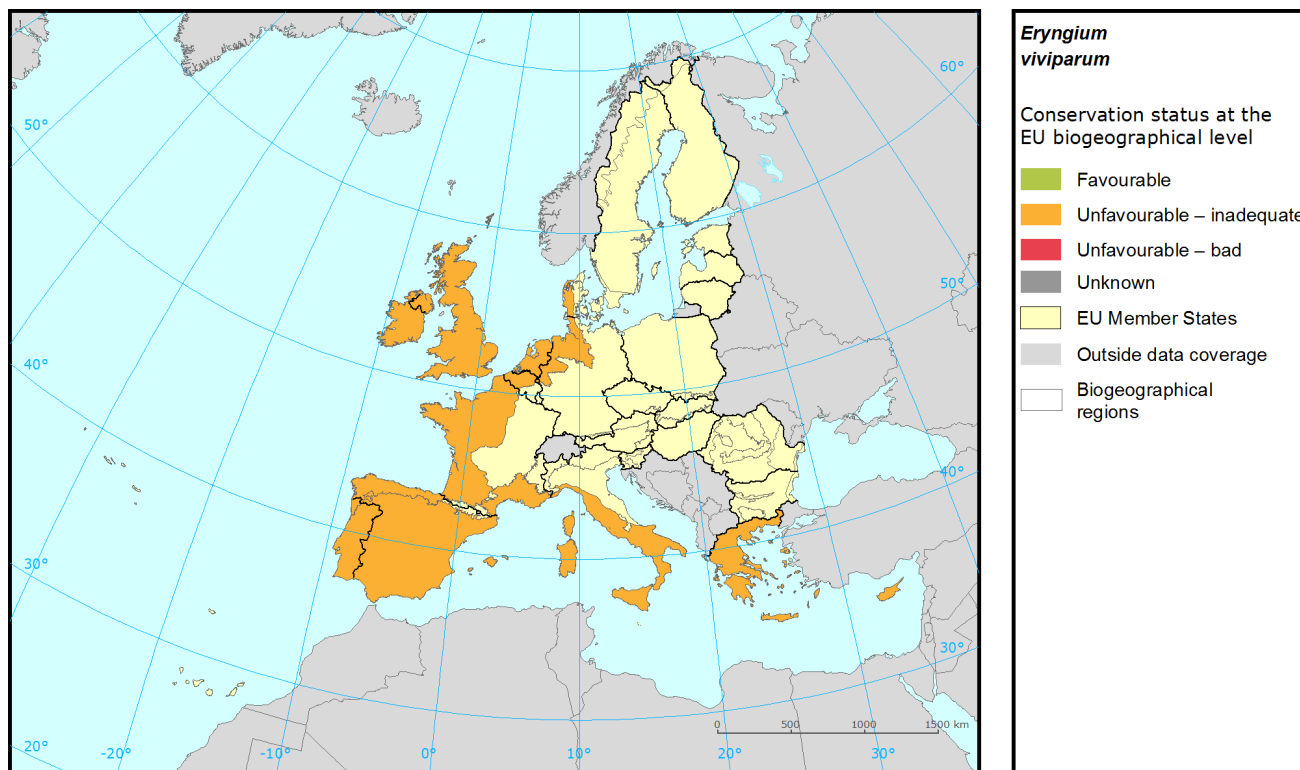 Eryngium
viviparum
Conservation status at the
EU biogeographical level
Favourable
Unfavourable – inadequate
Unfavourable – bad
Unknown
EU Member States
Outside data coverage
Biogeographical
regions
60°
50°
50°
40°
40°
30°
30°
20°
-20°
-10°
0°
10°
20°
30°
0 500 1000 1500 km